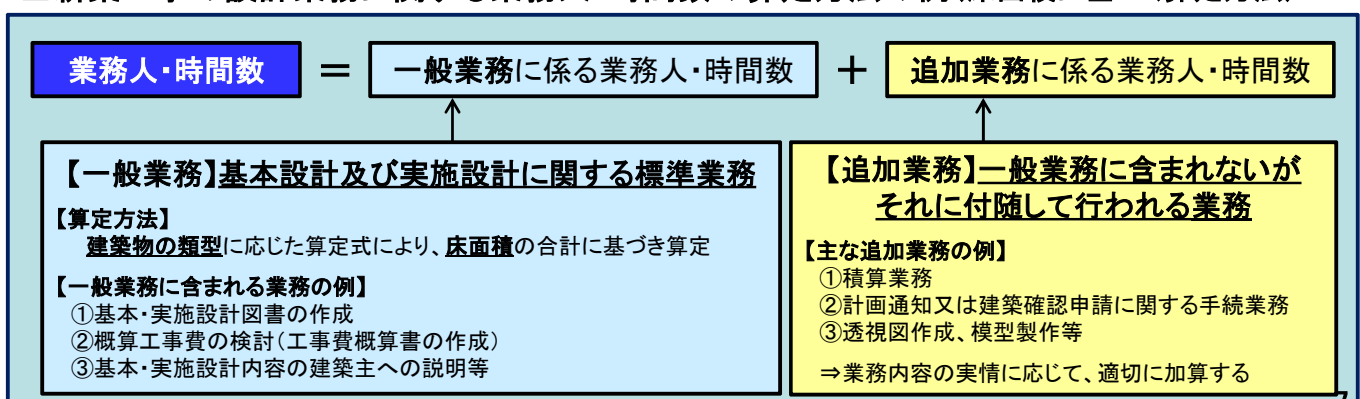 業務人・時間数 ＝ 一般業務に係る業務人・時間数 ＋ 追加業務に係る業務人・時間数
【一般業務】基本設計及び実施設計に関する標準業務
【算定方法】
建築物の類型に応じた算定式により、床面積の合計に基づき算定
【一般業務に含まれる業務の例】
①基本・実施設計図書の作成
②概算工事費の検討（工事費概算書の作成）
③基本・実施設計内容の建築主への説明等
【追加業務】一般業務に含まれないが
それに付随して行われる業務
【主な追加業務の例】
①積算業務
②計画通知又は建築確認申請に関する手続業務
③透視図作成、模型製作等
⇒業務内容の実情に応じて、適切に加算する